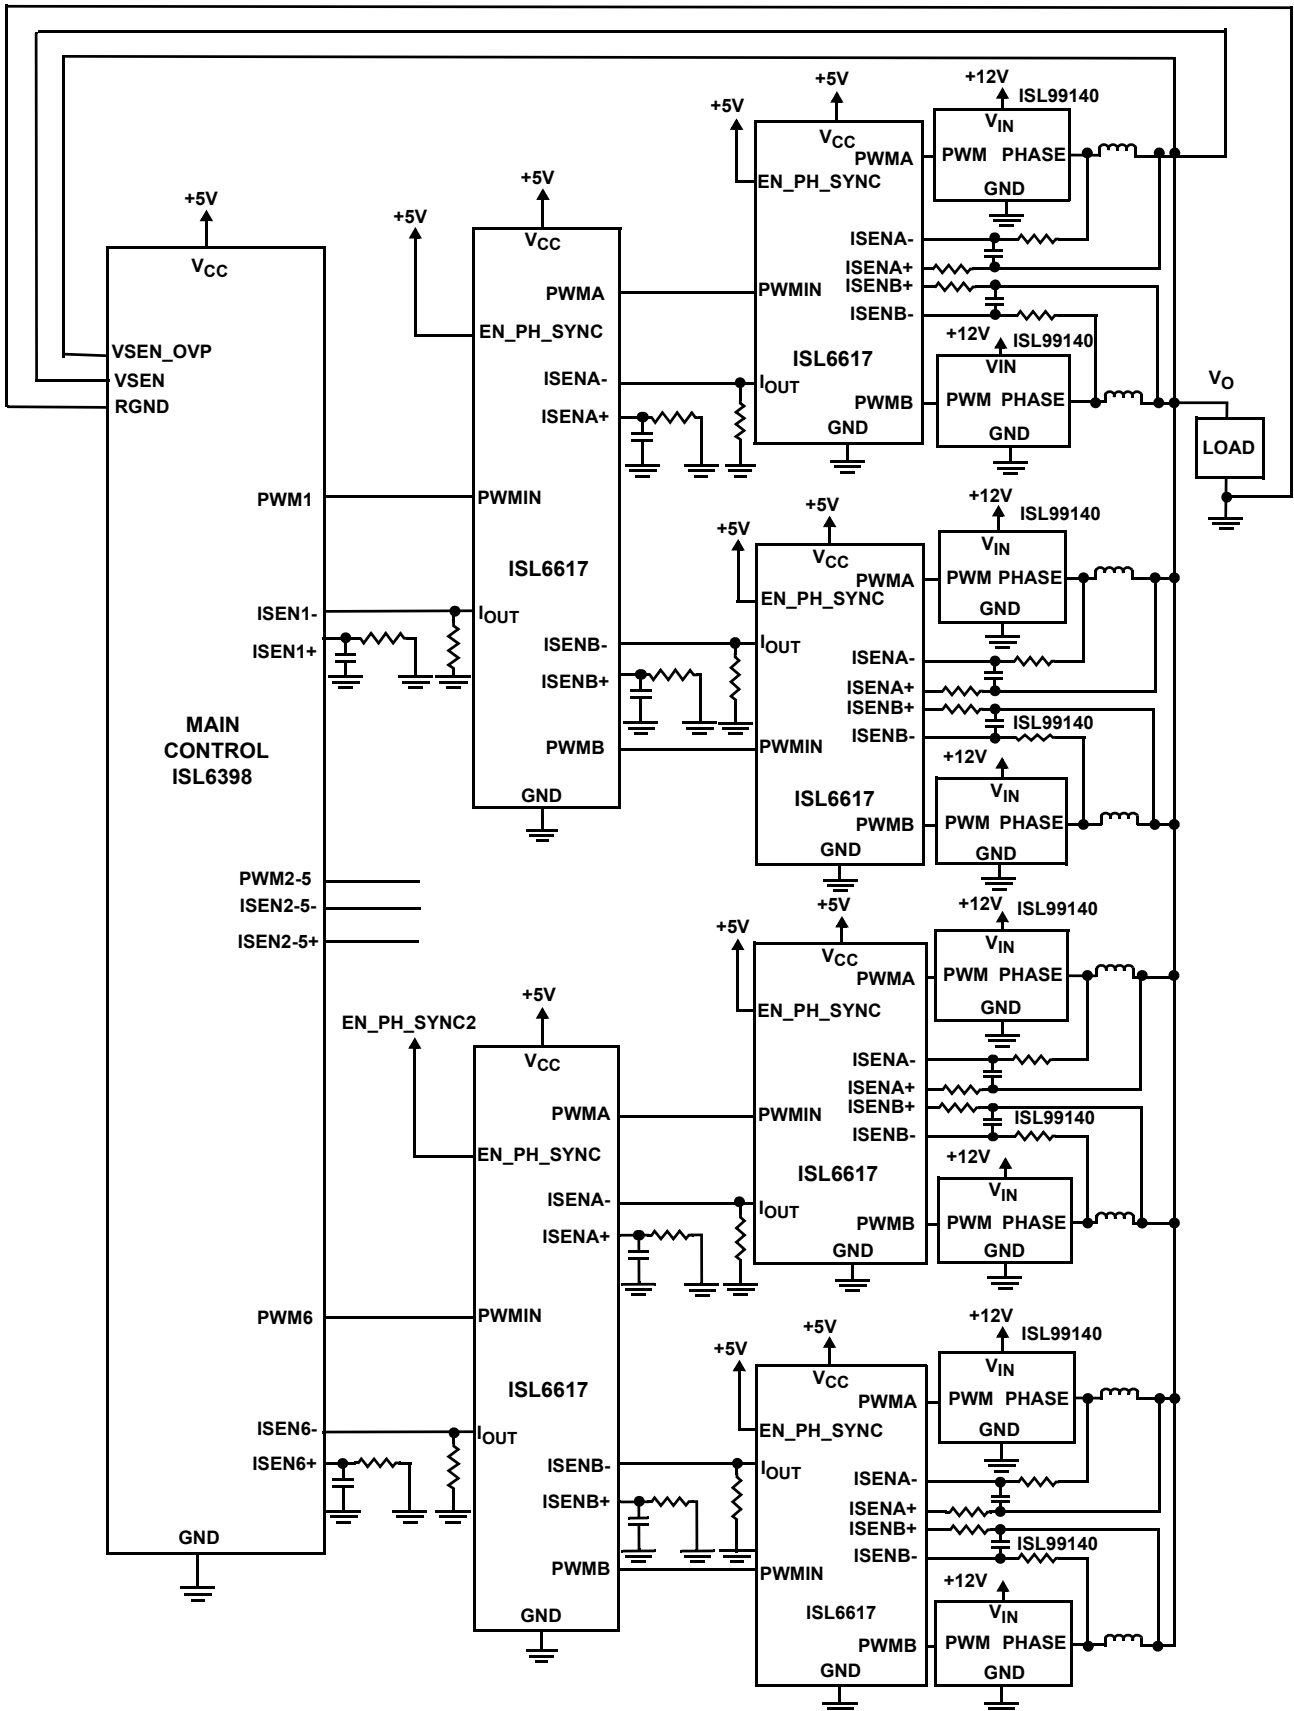 +5V
+12V
ISL99140
+5V
VIN
VCC
PWMA
PWM PHASE
EN_PH_SYNC
GND
+5V
+5V
+5V
+5V
VCC
VCC
ISENA-
ISENA+
PWMA
PWMIN
ISENB+
EN_PH_SYNC
ISENB-
+12V
ISL99140
VSEN_OVP
ISL6617
VIN
VSEN
ISENA-
IOUT
VO
RGND
PWMB
PWM PHASE
ISENA+
GND
GND
LOAD
PWM1
PWMIN
+12V
ISL99140
+5V
+5V
VIN
VCC
ISL6617
PWMA
PWM PHASE
EN_PH_SYNC
GND
ISEN1-
IOUT
ISEN1+
ISENB-
IOUT
ISENA-
ISENB+
ISENA+
ISENB+
MAIN
CONTROL
ISL6398
ISL99140
ISENB-
PWMB
PWMIN
+12V
VIN
GND
ISL6617
PWMB
PWM PHASE
GND
GND
PWM2-5
ISEN2-5-
ISEN2-5+
+5V
+12V
ISL99140
+5V
VIN
VCC
PWMA
PWM PHASE
+5V
EN_PH_SYNC
GND
EN_PH_SYNC2
VCC
ISENA-
ISENA+
PWMA
PWMIN
ISENB+
ISL99140
ISENB-
EN_PH_SYNC
+12V
ISL6617
VIN
ISENA-
IOUT
PWMB
PWM PHASE
ISENA+
GND
GND
PWM6
PWMIN
+5V
+12V
ISL99140
+5V
VIN
VCC
ISL6617
PWMA
PWM PHASE
ISEN6-
IOUT
EN_PH_SYNC
GND
ISEN6+
ISENB-
IOUT
ISENA-
ISENB+
ISENA+
ISENB+
GND
ISENB-
ISL99140
PWMB
PWMIN
+12V
GND
ISL6617
VIN
PWMB
PWM PHASE
GND
GND